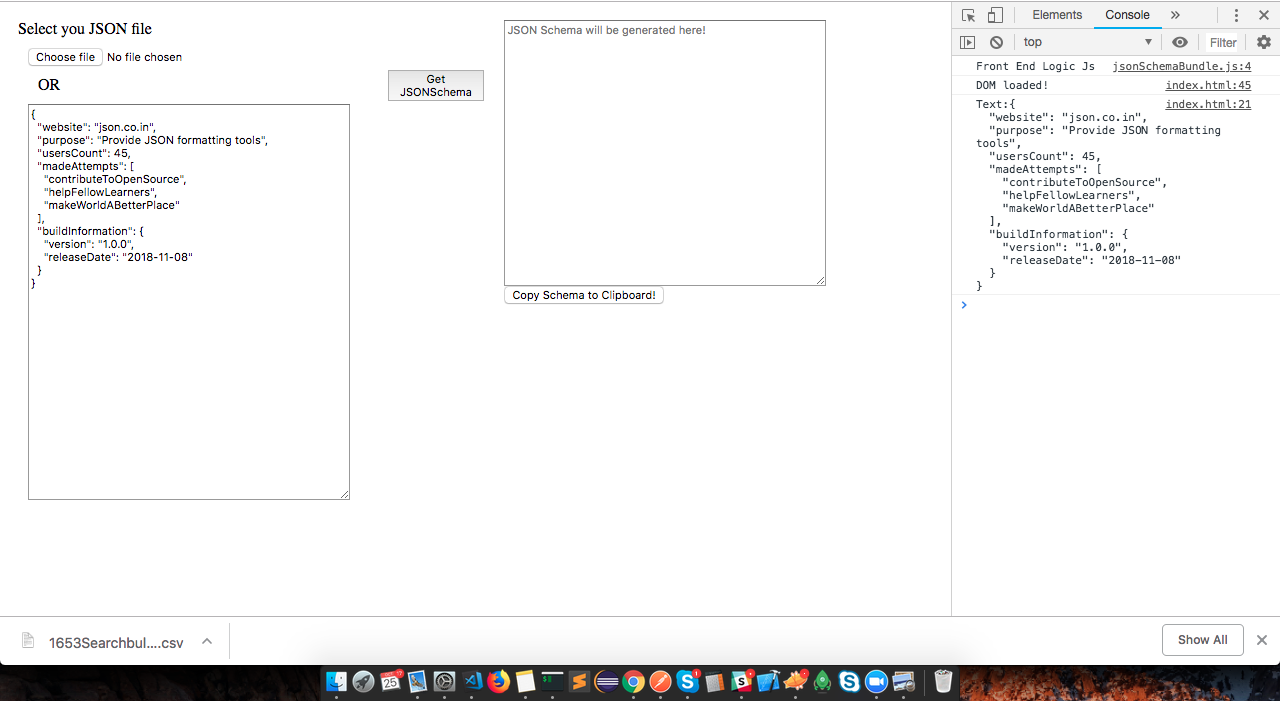 Select you JSON file
Choose file No file chosen
OR
{
"website": "json.co.in",
"purpose": "Provide JSON formatting tools",
"usersCount": 45,
"madeAttempts": [
"contributeToOpenSource",
"helpFellowLearners",
"makeWorldABetterPlace"
],
"buildInformation": {
"version": "1.0.0",
"releaseDate": "2018-11-08"
}
}
Get
JSONSchema
JSON Schema will be generated here!
Copy Schema to Clipboard!
Elements Console »
top Filter
Front End Logic Js jsonSchemaBundle.js:4
DOM loaded! index.html:45
Text:{ index.html:21
"website": "json.co.in",
"purpose": "Provide JSON formatting
tools",
"usersCount": 45,
"madeAttempts": [
"contributeToOpenSource",
"helpFellowLearners",
"makeWorldABetterPlace"
],
"buildInformation": {
"version": "1.0.0",
"releaseDate": "2018-11-08"
}
}
1653Searchbul....csv
Show All
25